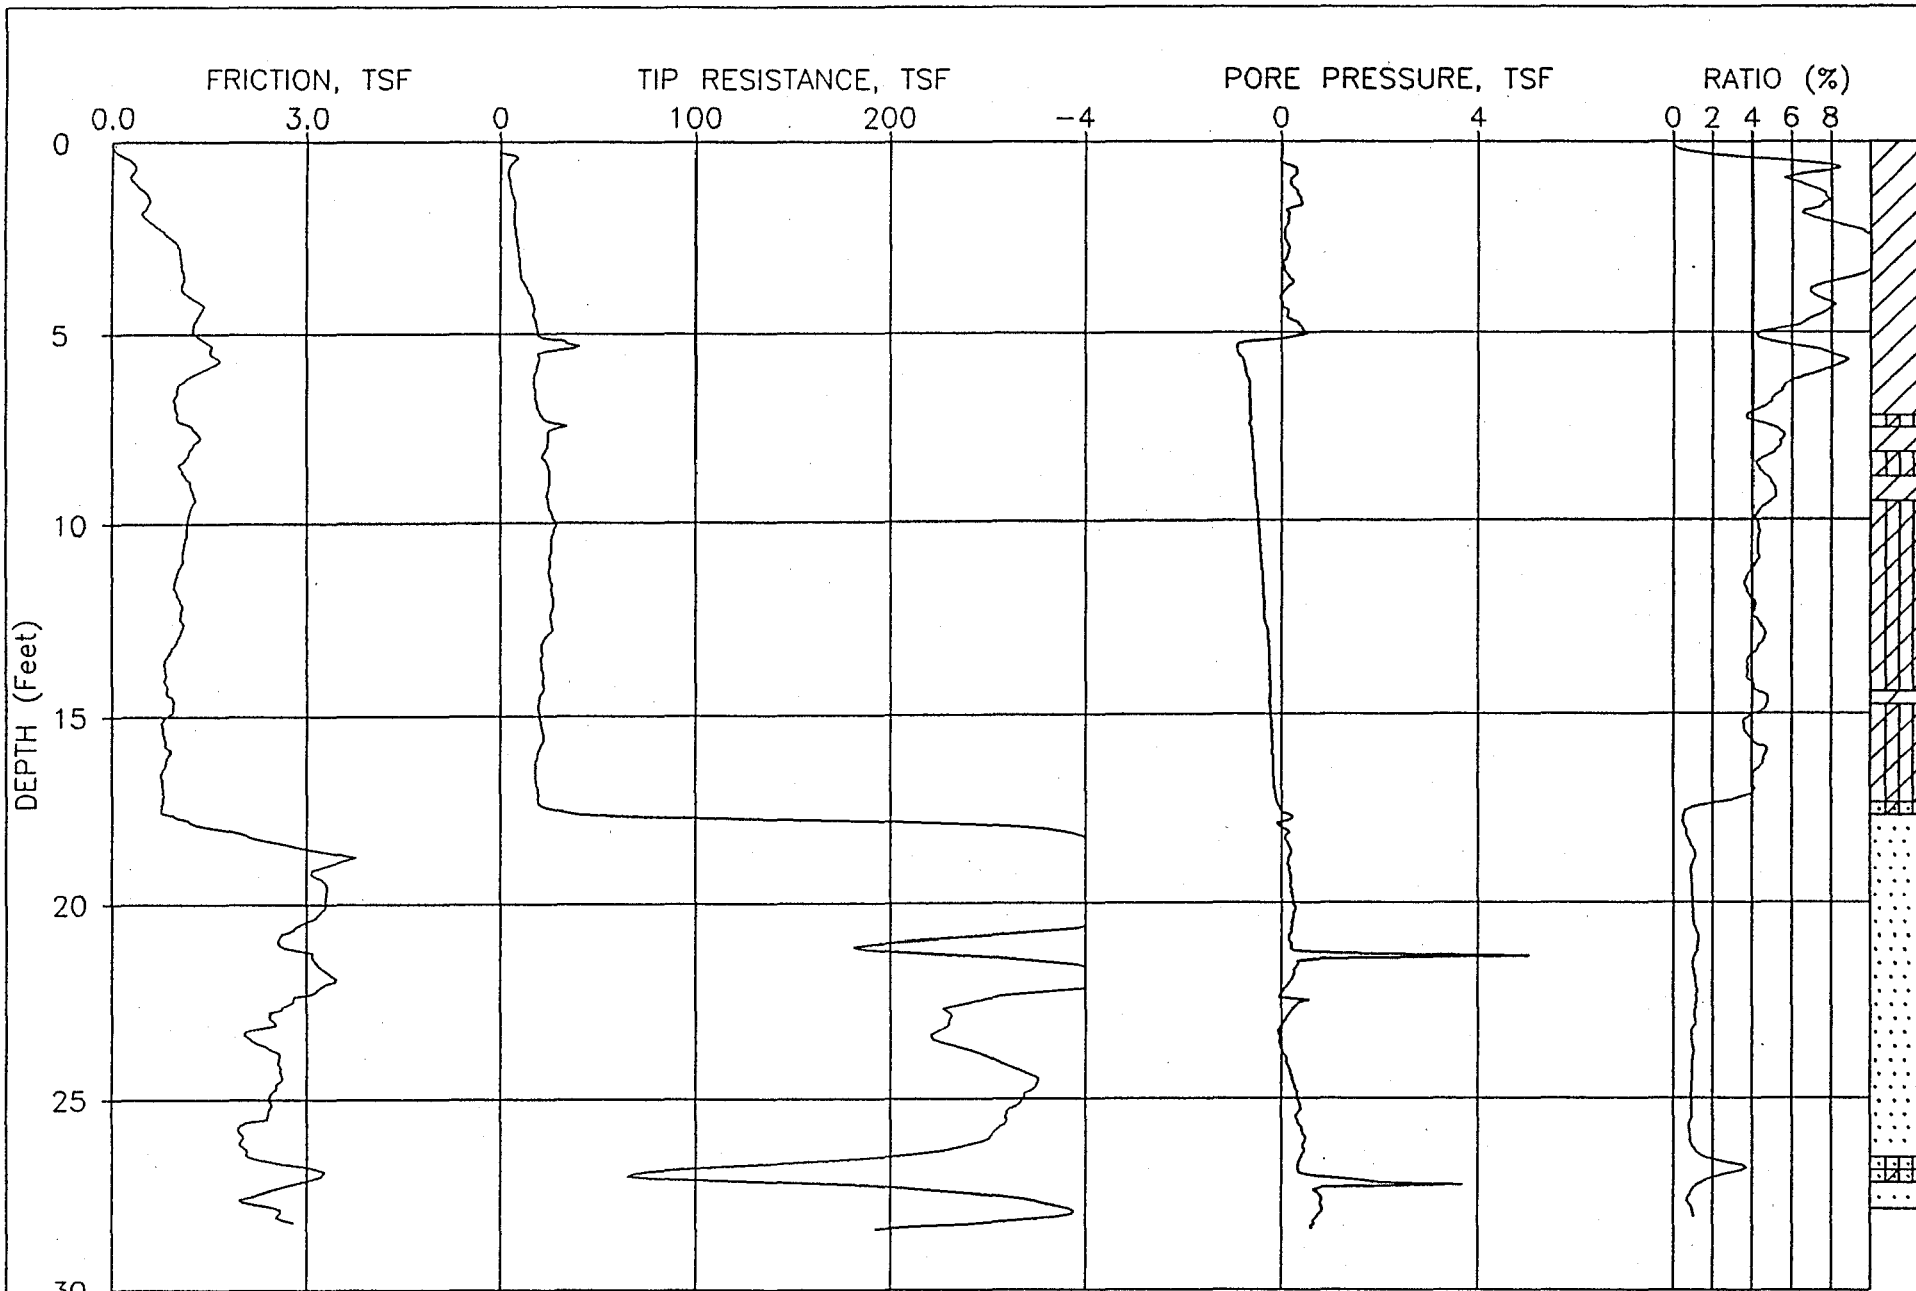 FRICTION, TSF TIP RESISTANCE, TSF PORE PRESSURE, TSF RATIO (%)
0.0 3.0 0 100 200 -4 0 4 0 2 4 6 8
0
5
10
15
20
25
30
DEPTH (Feet)